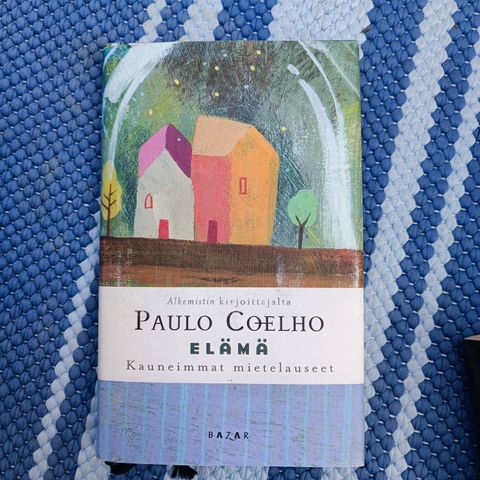 Alkemistin kirjoittajalta
PAULO COELHO
ELÄMÄ
Kauneimmat mietelauseet
BAZAR